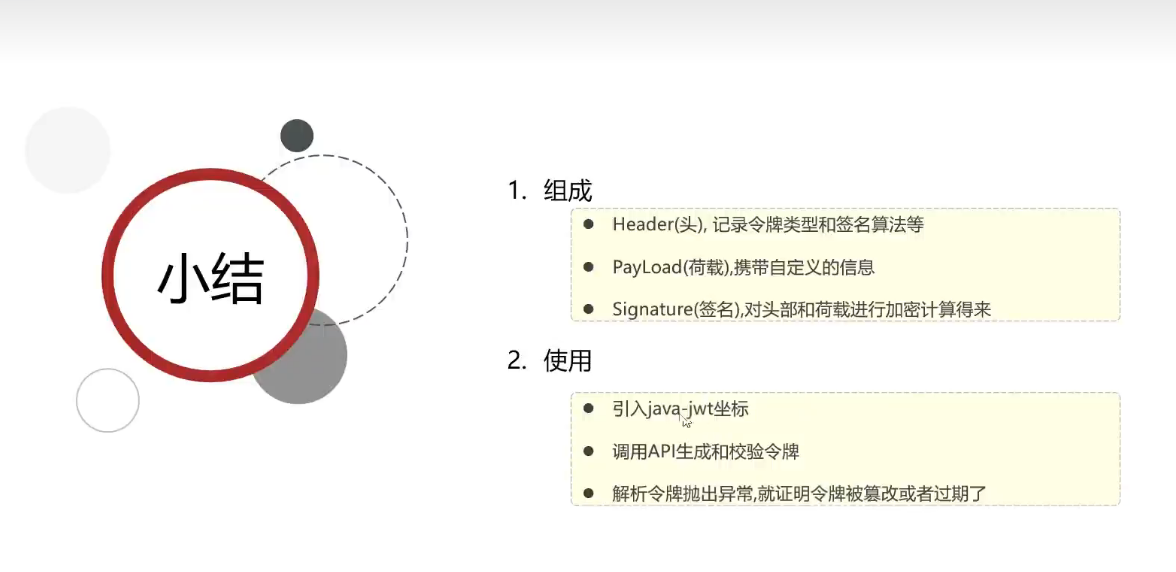 小结
1. 组成
● Header(头), 记录令牌类型和签名算法等
● PayLoad(荷载),携带自定义的信息
● Signature(签名),对头部和荷载进行加密计算得来
2. 使用
● 引入java-jwt坐标
● 调用API生成和校验令牌
● 解析令牌抛出异常,就证明令牌被篡改或者过期了